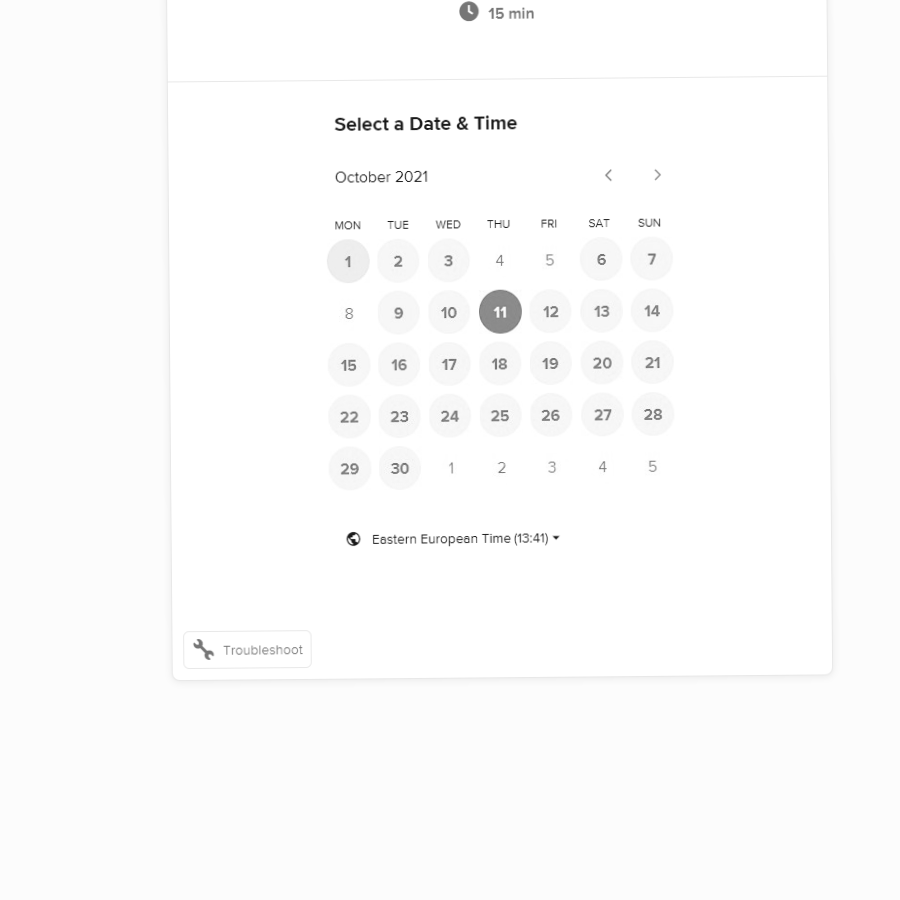 15 min
Select a Date & Time
October 2021
MON TUE WED THU FRI SAT SUN
1 2 3 4 5 6 7
8 9 10 11 12 13 14
15 16 17 18 19 20 21
22 23 24 25 26 27 28
29 30 1 2 3 4 5
Eastern European Time (13:41)
Troubleshoot